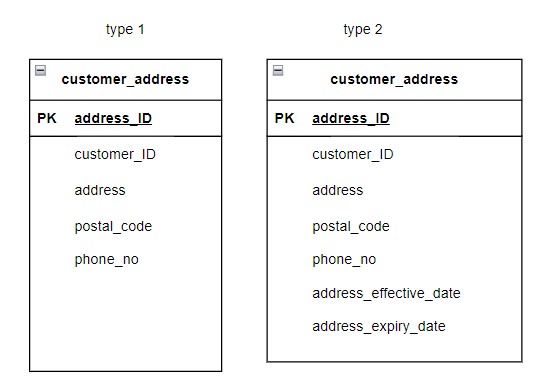 type 1
customer_address
PK address_ID
customer_ID
address
postal_code
phone_no
type 2
customer_address
PK address_ID
customer_ID
address
postal_code
phone_no
address_effective_date
address_expiry_date